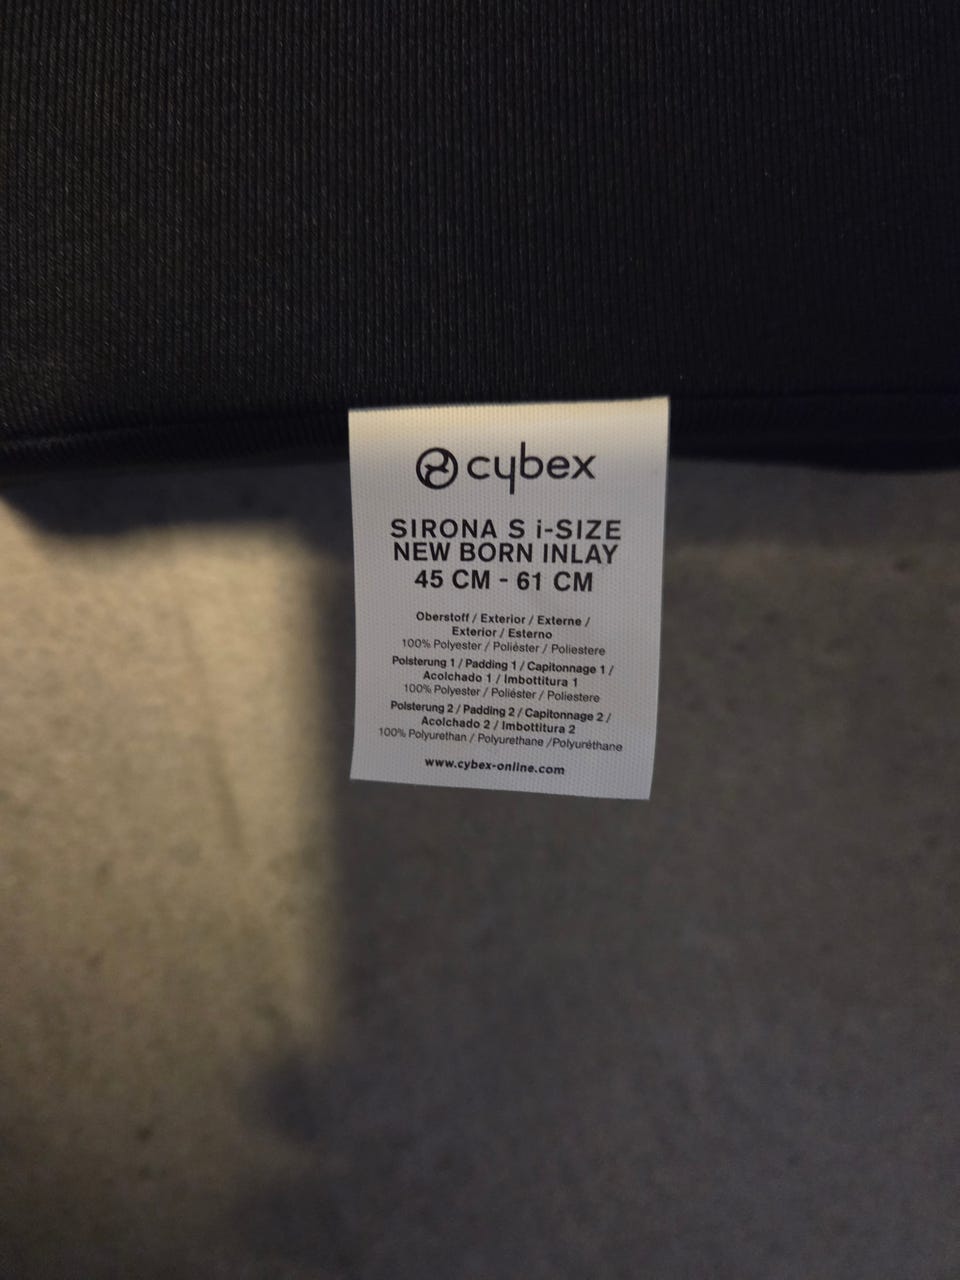 cybex
SIRONA S i-SIZE
NEW BORN INLAY
45 CM - 61 CM
Oberstoff / Exterior / Externe /
Exterior / Esterno
100% Polyester / Poliéster / Poliestere
Polsterung 1 / Padding 1 / Capitonnage 1 /
Acolchado 1 / Imbottitura 1
100% Polyester / Poliéster / Poliestere
Polsterung 2 / Padding 2 / Capitonnage 2 /
Acolchado 2 / Imbottitura 2
100% Polyurethan / Polyurethane /Polyuréthane
www.cybex-online.com